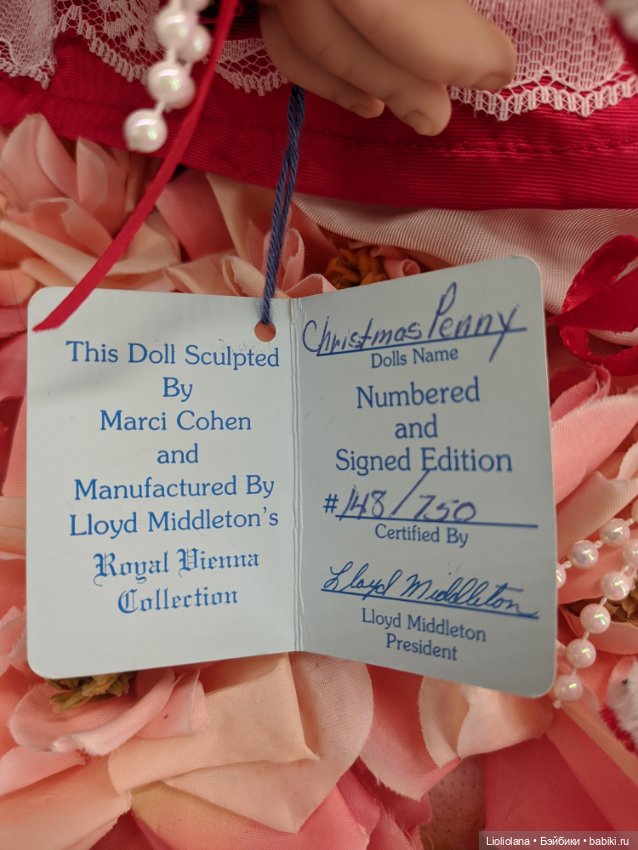 This Doll Sculpted
By
Marci Cohen
and
Manufactured By
Lloyd Middleton's
Royal Vienna
Collection
Christmas Penny
Dolls Name
Numbered
and
Signed Edition
#148/750
Certified By
Lloyd Middleton
Lloyd Middleton
President
Lioliolana • Бэйбики • babiki.ru